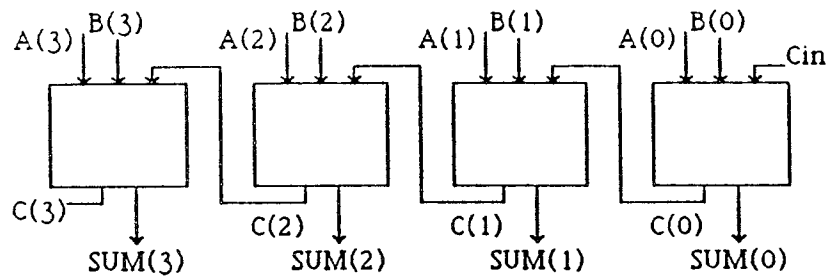 A(3) B(3) A(2) B(2) A(1) B(1) A(0) B(0) Cin
C(3) C(2) C(1) C(0)
SUM(3) SUM(2) SUM(1) SUM(0)